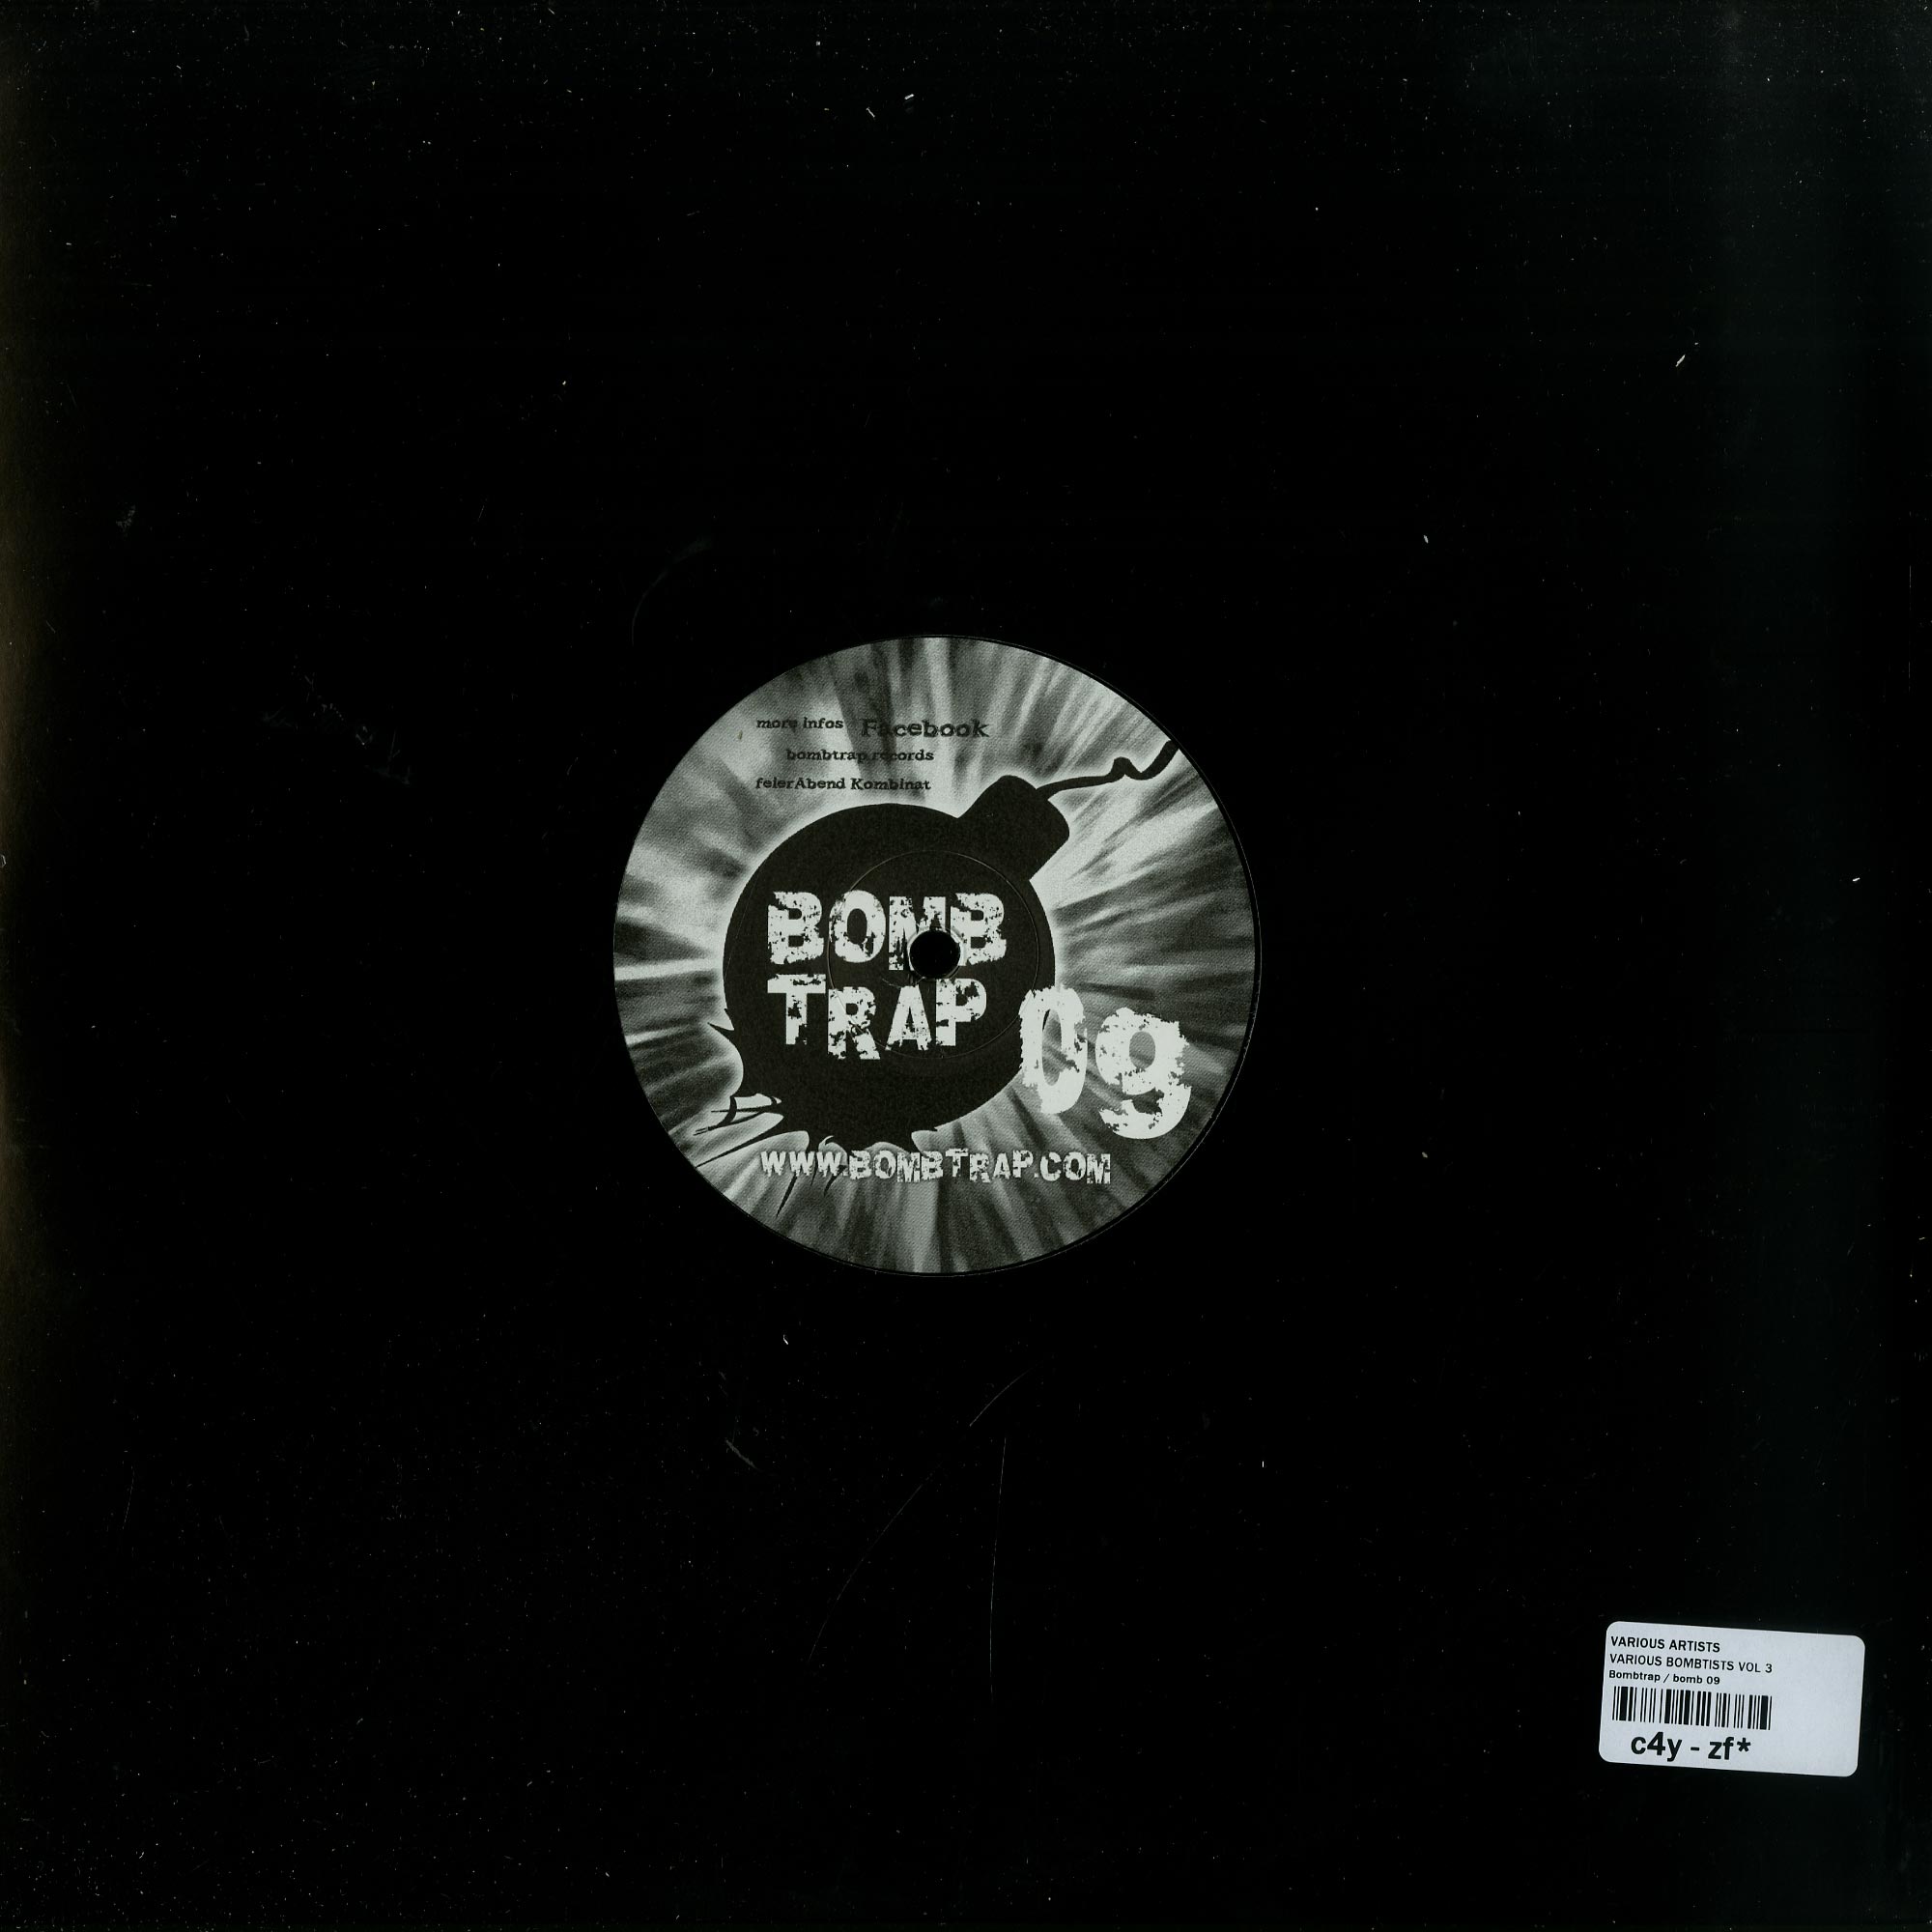 more infos Facebook
bombtrap records
feierAbend Kombinat
BOMB
TRAP
09
WWW.BOMBTRAP.COM
VARIOUS ARTISTS
VARIOUS BOMBTISTS VOL 3
Bombtrap / bomb 09
c4y - zf*